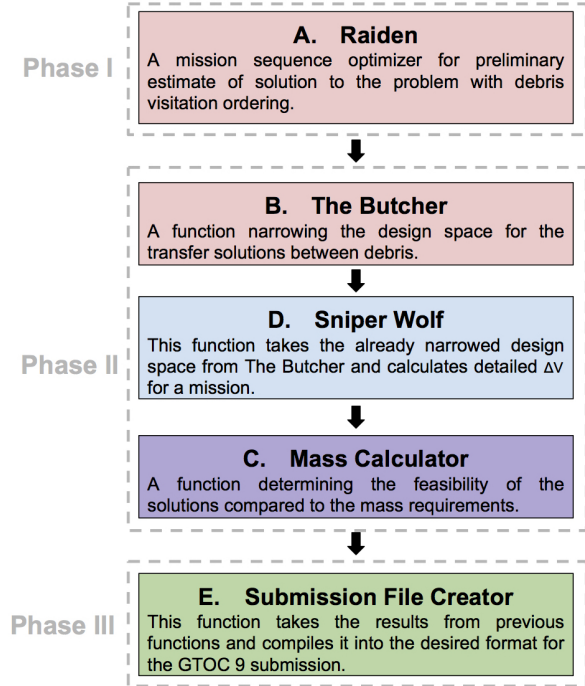 Phase I
A. Raiden
A mission sequence optimizer for preliminary
estimate of solution to the problem with debris
visitation ordering.
Phase II
B. The Butcher
A function narrowing the design space for the
transfer solutions between debris.
D. Sniper Wolf
This function takes the already narrowed design
space from The Butcher and calculates detailed ΔV
for a mission.
C. Mass Calculator
A function determining the feasibility of the
solutions compared to the mass requirements.
Phase III
E. Submission File Creator
This function takes the results from previous
functions and compiles it into the desired format for
the GTOC 9 submission.